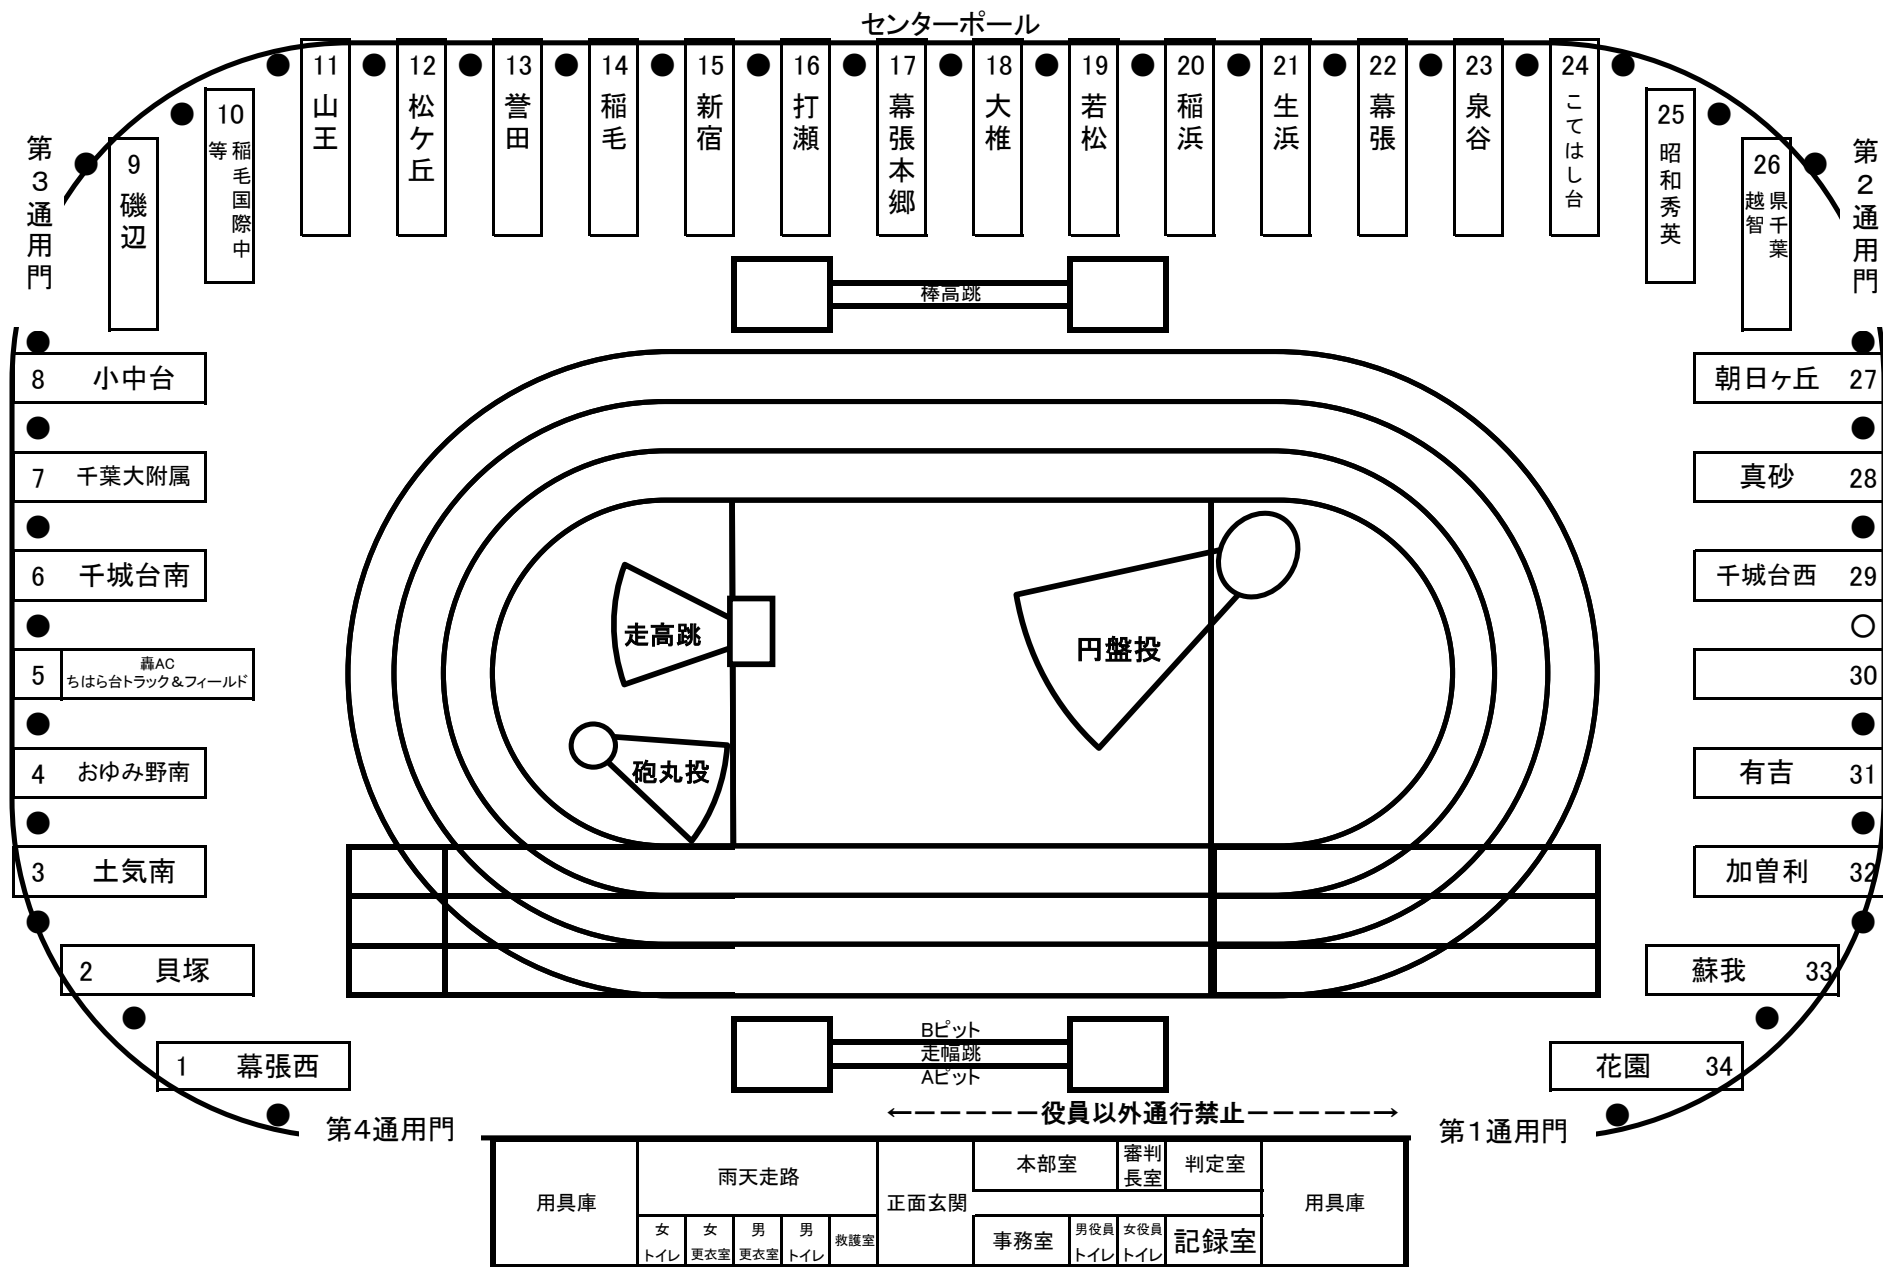 センターポール
11 山王
12 松ケ丘
13 誉田
14 稲毛
15 新宿
16 打瀬
17 幕張本郷
18 大椎
19 若松
20 稲浜
21 生浜
22 幕張
23 泉谷
24 こてはし台
10 稲毛国際中等
25 昭和秀英
9 磯辺
26 県千葉越智
第3通用門
第2通用門
棒高跳
8 小中台
朝日ヶ丘 27
7 千葉大附属
真砂 28
6 千城台南
千城台西 29
5 轟AC
ちはら台トラック&フィールド
30
4 おゆみ野南
有吉 31
3 土気南
加曽利 32
2 貝塚
蘇我 33
1 幕張西
花園 34
走高跳
円盤投
砲丸投
Bピット
走幅跳
Aピット
←------役員以外通行禁止------→
第4通用門
第1通用門
用具庫
雨天走路
正面玄関
本部室
審判長室
判定室
用具庫
女トイレ
女更衣室
男更衣室
男トイレ
救護室
事務室
男役員トイレ
女役員トイレ
記録室